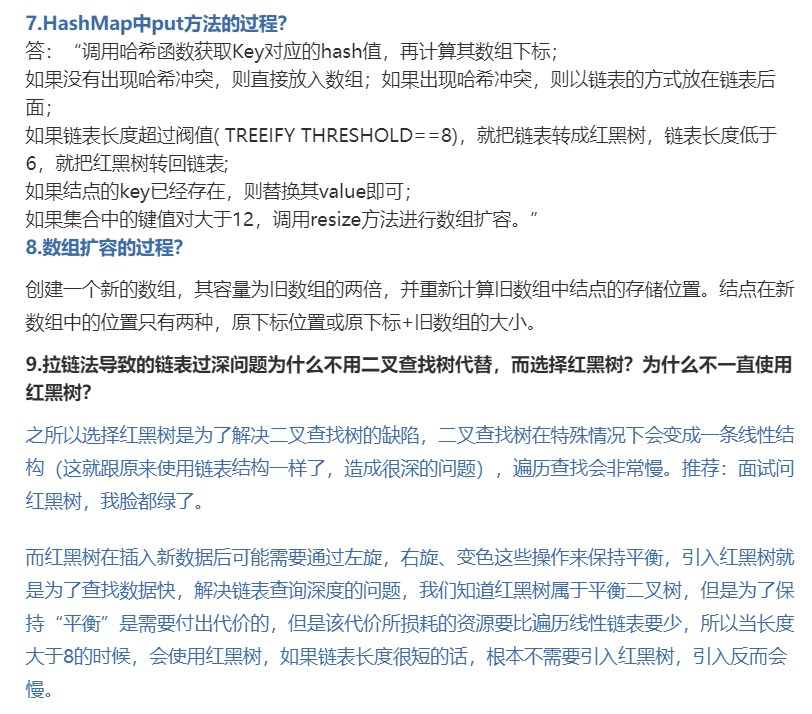 7.HashMap中put方法的过程？
答：“调用哈希函数获取Key对应的hash值，再计算其数组下标；
如果没有出现哈希冲突，则直接放入数组；如果出现哈希冲突，则以链表的方式放在链表后
面；
如果链表长度超过阀值( TREEIFY THRESHOLD==8)，就把链表转成红黑树，链表长度低于
6，就把红黑树转回链表;
如果结点的key已经存在，则替换其value即可；
如果集合中的键值对大于12，调用resize方法进行数组扩容。”
8.数组扩容的过程？
创建一个新的数组，其容量为旧数组的两倍，并重新计算旧数组中结点的存储位置。结点在新
数组中的位置只有两种，原下标位置或原下标+旧数组的大小。
9.拉链法导致的链表过深问题为什么不用二叉查找树代替，而选择红黑树？为什么不一直使用
红黑树？
之所以选择红黑树是为了解决二叉查找树的缺陷，二叉查找树在特殊情况下会变成一条线性结
构（这就跟原来使用链表结构一样了，造成很深的问题），遍历查找会非常慢。推荐：面试问
红黑树，我脸都绿了。
而红黑树在插入新数据后可能需要通过左旋，右旋、变色这些操作来保持平衡，引入红黑树就
是为了查找数据快，解决链表查询深度的问题，我们知道红黑树属于平衡二叉树，但是为了保
持“平衡”是需要付出代价的，但是该代价所损耗的资源要比遍历线性链表要少，所以当长度
大于8的时候，会使用红黑树，如果链表长度很短的话，根本不需要引入红黑树，引入反而会
慢。